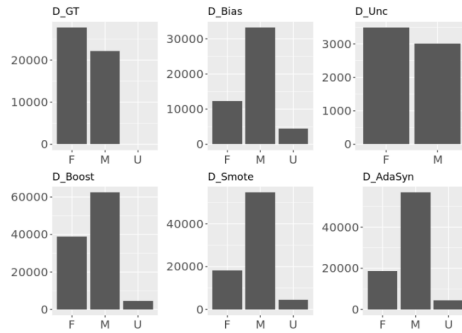 D_GT
20000
10000
0
F M U
D_Bias
30000
20000
10000
0
F M U
D_Unc
3000
2000
1000
0
F M
D_Boost
60000
40000
20000
0
F M U
D_Smote
40000
20000
0
F M U
D_AdaSyn
40000
20000
0
F M U